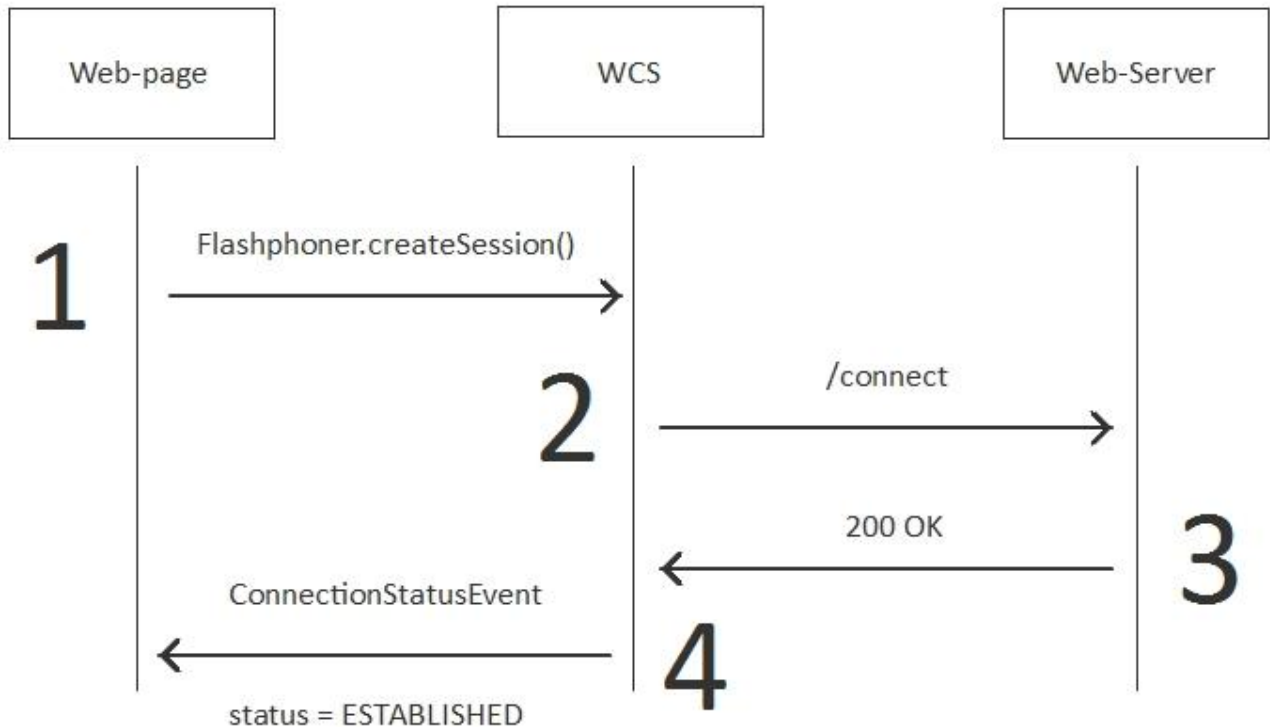 Web-page
WCS
Web-Server
1
Flashphoner.createSession()
2
/connect
200 OK
3
ConnectionStatusEvent
4
status = ESTABLISHED